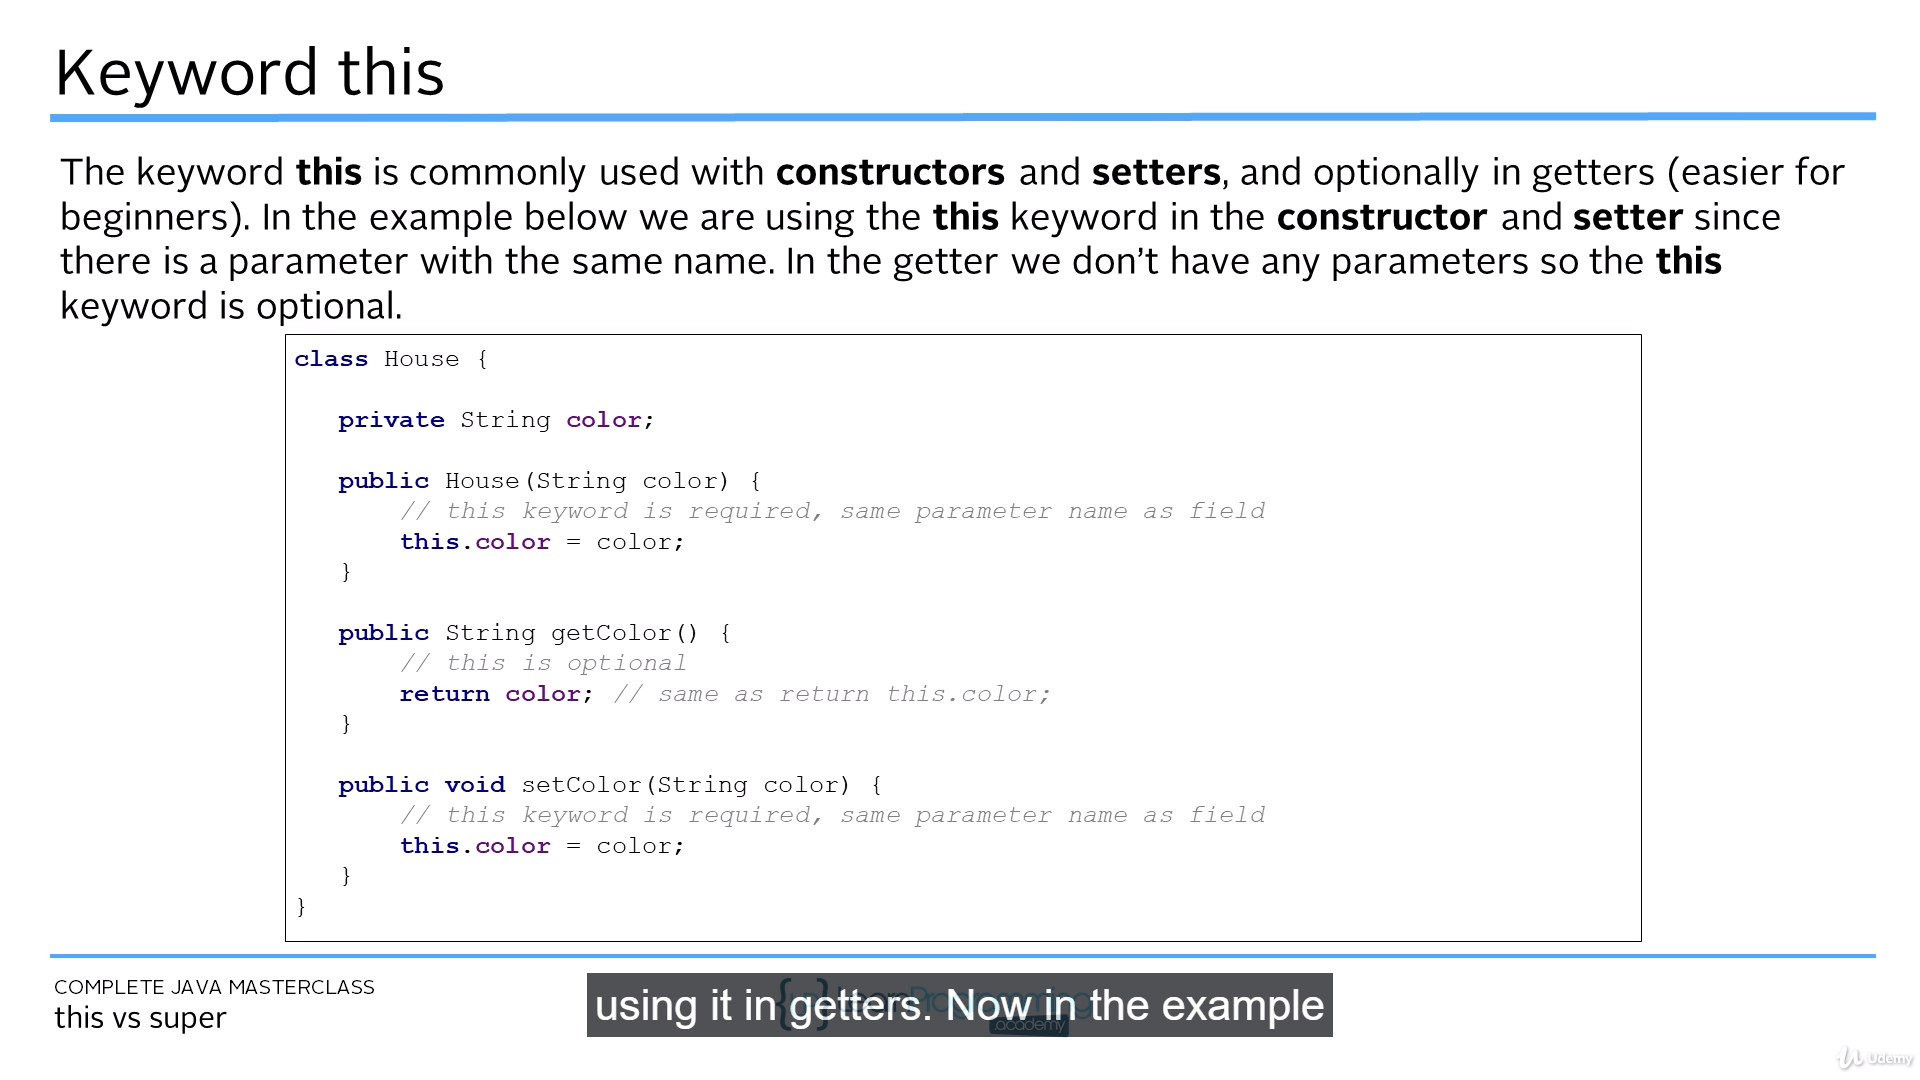 Keyword this
The keyword this is commonly used with constructors and setters, and optionally in getters (easier for
beginners). In the example below we are using the this keyword in the constructor and setter since
there is a parameter with the same name. In the getter we don’t have any parameters so the this
keyword is optional.
class House {
private String color;
public House(String color) {
// this keyword is required, same parameter name as field
this.color = color;
}
public String getColor() {
// this is optional
return color; // same as return this.color;
}
public void setColor(String color) {
// this keyword is required, same parameter name as field
this.color = color;
}
}
COMPLETE JAVA MASTERCLASS
this vs super
using it in getters. Now in the example
academy
Udemy